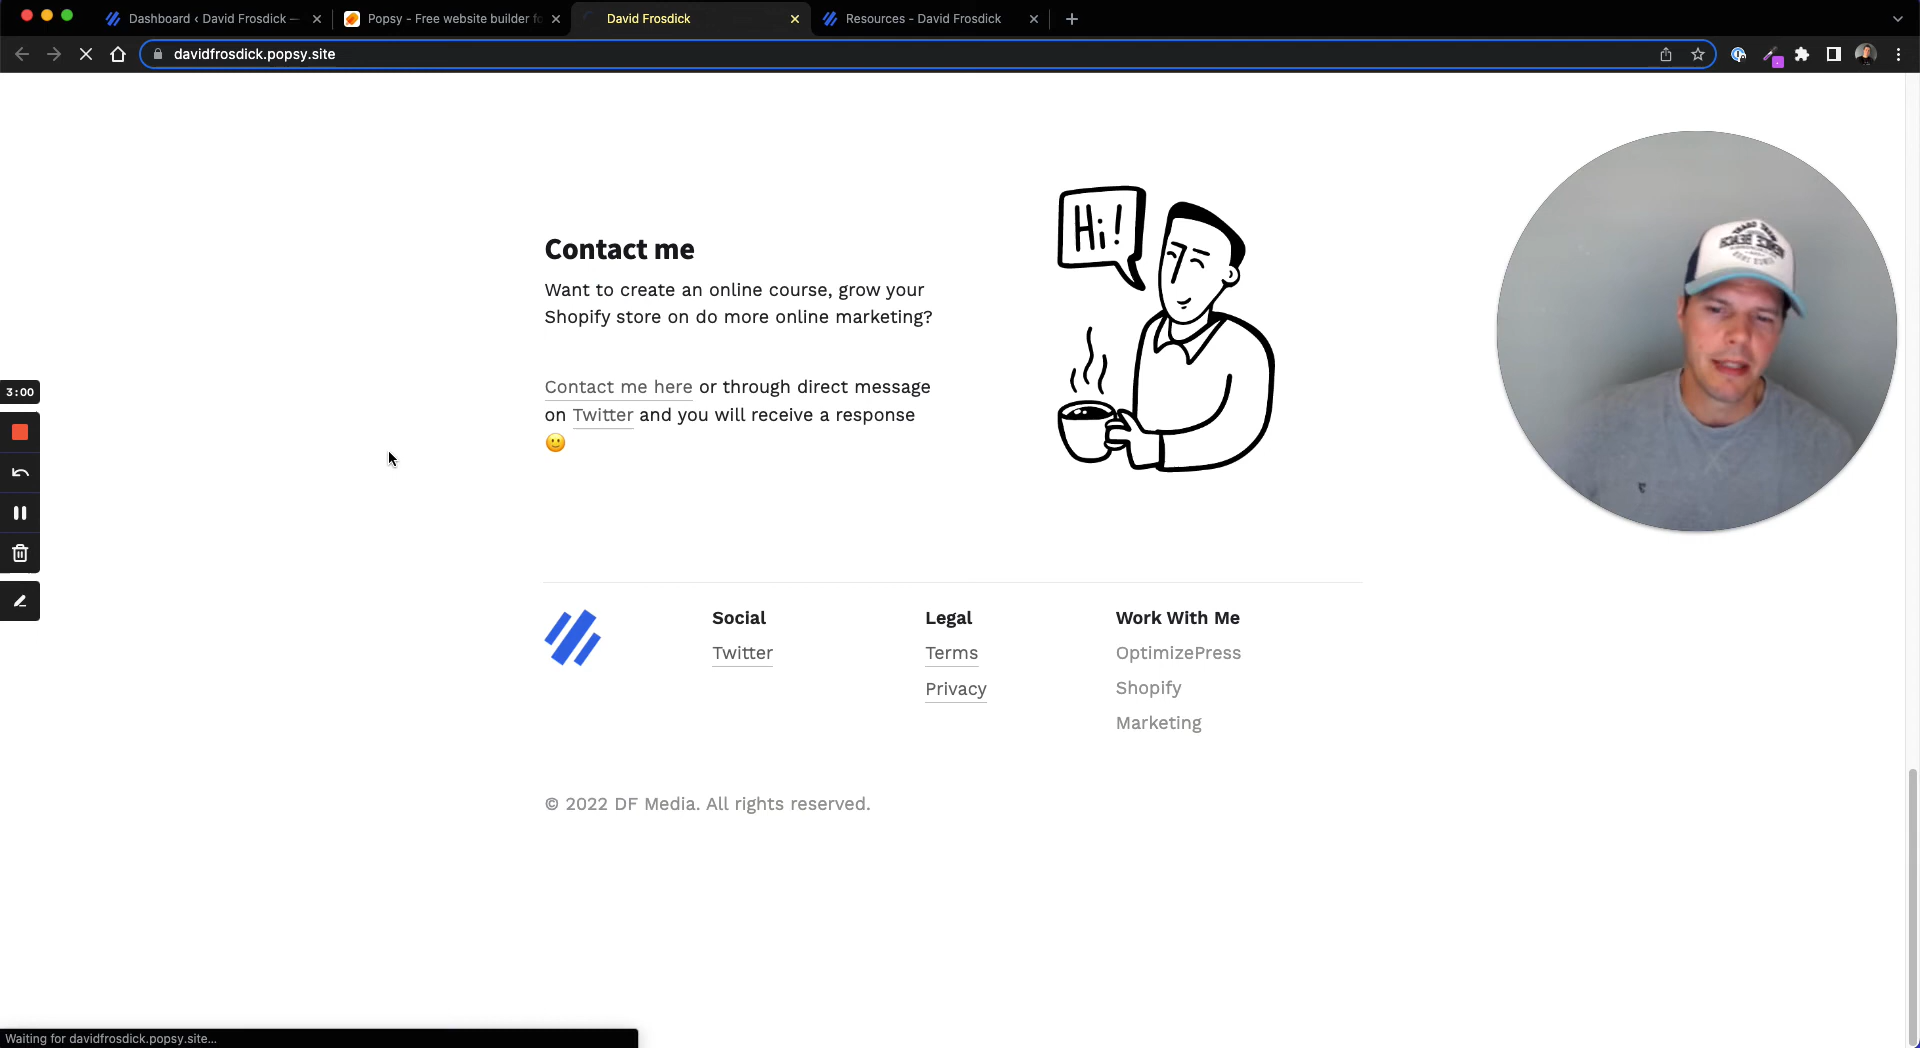 Dashboard ‹ David Frosdick —
Popsy - Free website builder fo
David Frosdick
Resources - David Frosdick
davidfrosdick.popsy.site
Hi!
Contact me
Want to create an online course, grow your
Shopify store on do more online marketing?
Contact me here or through direct message
on Twitter and you will receive a response
🙂
3:00
Social
Legal
Work With Me
Twitter
Terms
OptimizePress
Privacy
Shopify
Marketing
© 2022 DF Media. All rights reserved.
Waiting for davidfrosdick.popsy.site...